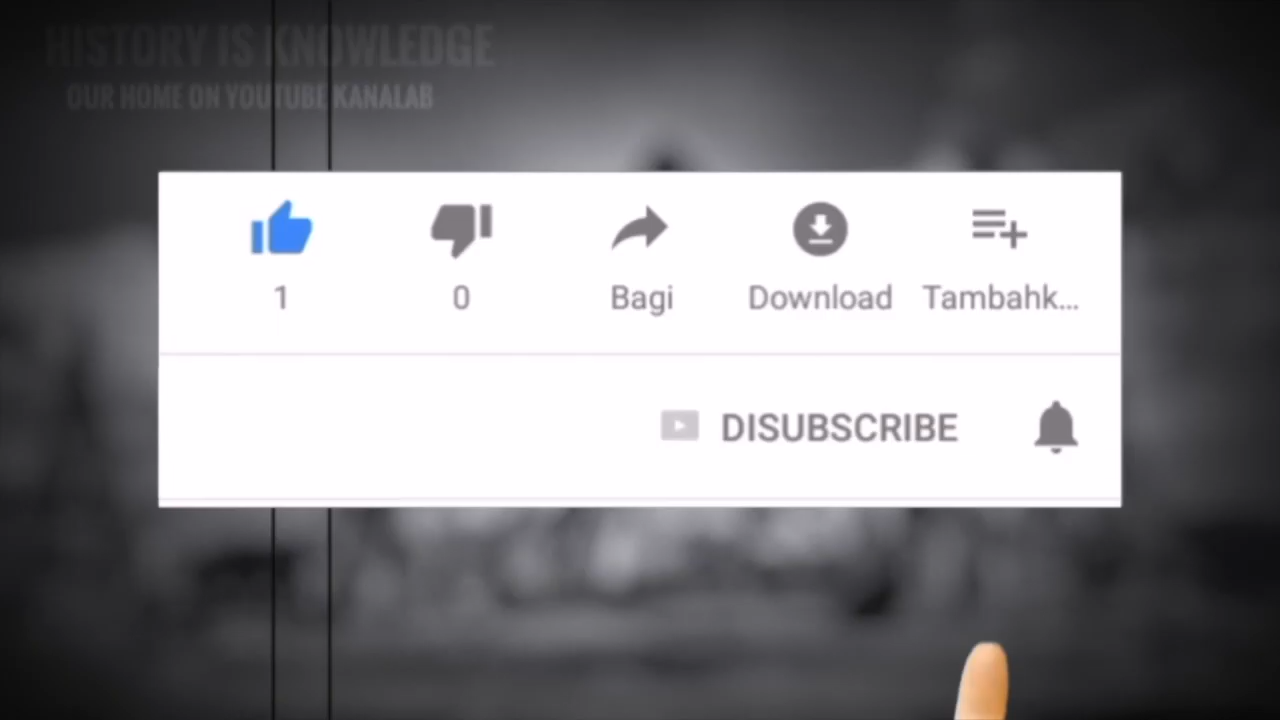 HISTORY IS KNOWLEDGE
OUR HOME ON YOUTUBE KANALAB
1 0 Bagi Download Tambahk...
DISUBSCRIBE